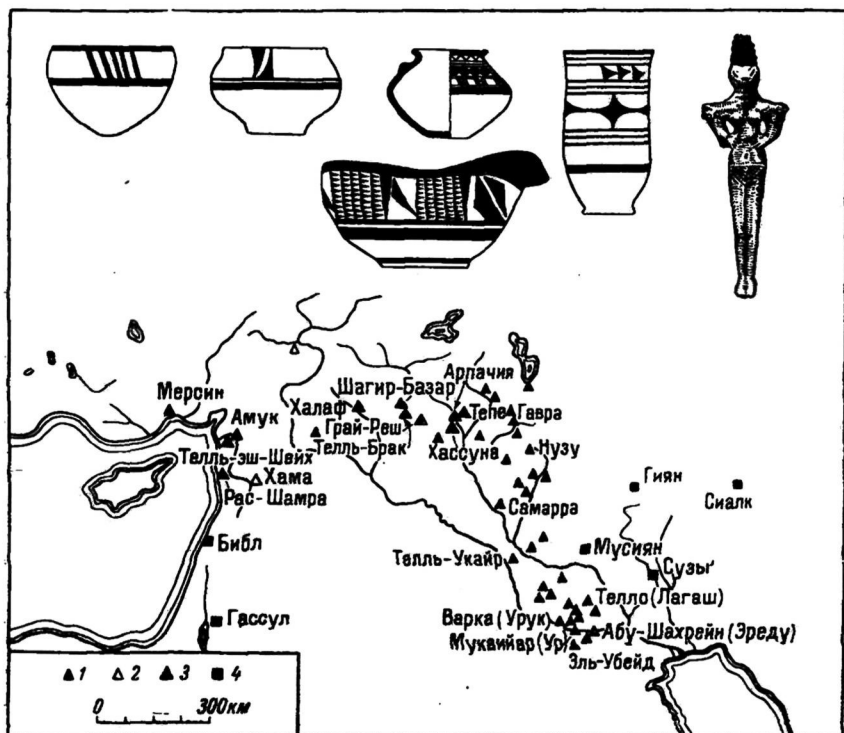 Мерсин
Амук
Телль-эш-Шейх
Хама
Рас-Шамра
Библ
Гассул
Халаф
Шагир-Базар
Грай-Реш
Телль-Брак
Арпачия
Тепе-Гавра
Хассуна
Нузу
Самарра
Гиян
Сиалк
Мусиян
Сузы
Телль-Укайр
Телло (Лагаш)
Варка (Урук)
Абу-Шахрейн (Эреду)
Мукайяр (Ур)
Эль-Убейд
1 2 3 4
0 300км